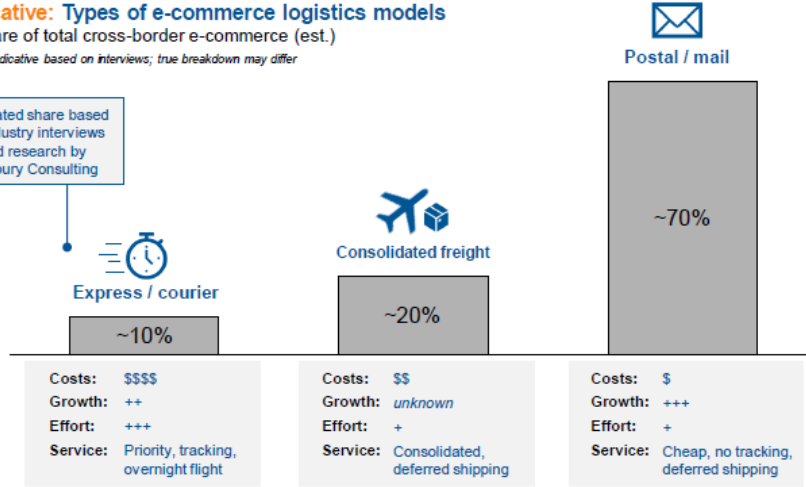 ative: Types of e-commerce logistics models
are of total cross-border e-commerce (est.)
dicative based on interviews; true breakdown may differ
Postal / mail
ated share based
dustry interviews
d research by
bury Consulting
~70%
Consolidated freight
Express / courier
~20%
~10%
Costs: $$$$
Growth: ++
Effort: +++
Service: Priority, tracking,
overnight flight
Costs: $$
Growth: unknown
Effort: +
Service: Consolidated,
deferred shipping
Costs: $
Growth: +++
Effort: +
Service: Cheap, no tracking,
deferred shipping